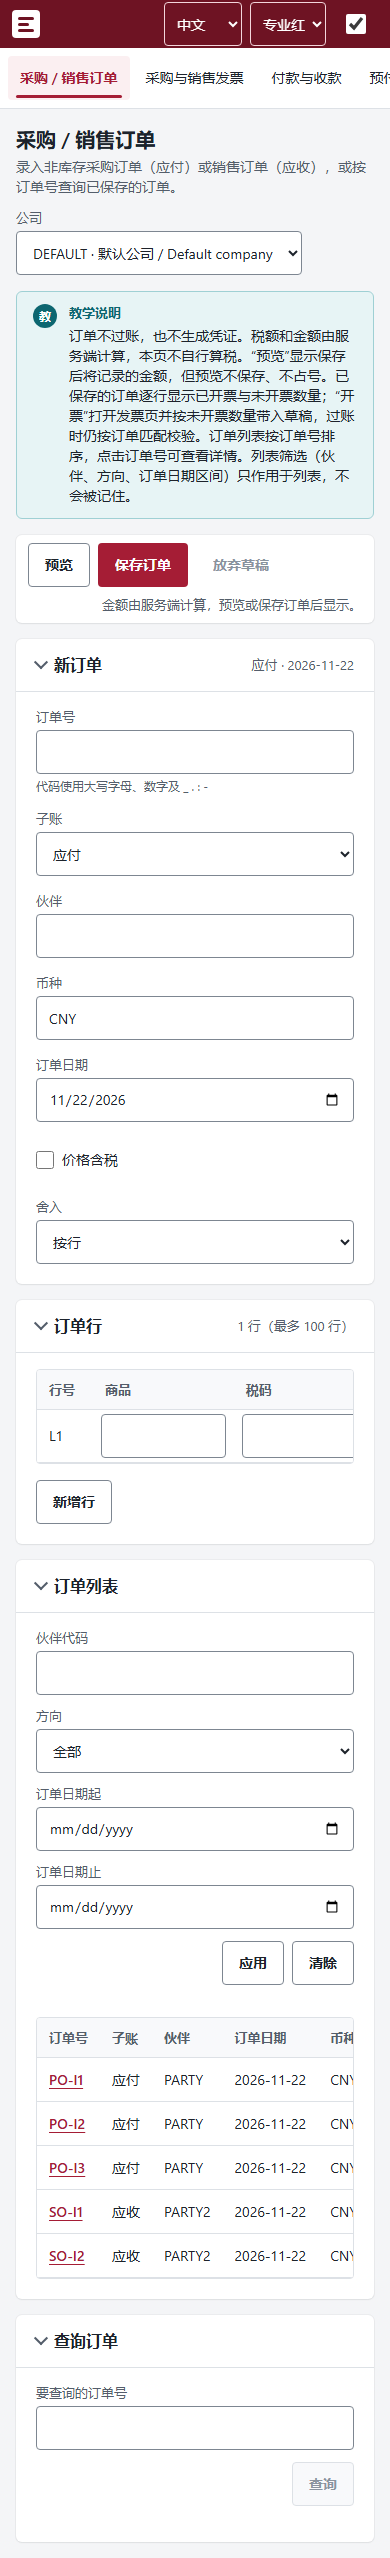 中文 专业红
采购 / 销售订单 采购与销售发票 付款与收款 预付
采购 / 销售订单
录入非库存采购订单（应付）或销售订单（应收），或按
订单号查询已保存的订单。
公司
DEFAULT · 默认公司 / Default company
教 教学说明
订单不过账，也不生成凭证。税额和金额由服
务端计算，本页不自行算税。“预览”显示保存
后将记录的金额，但预览不保存、不占号。已
保存的订单逐行显示已开票与未开票数量；“开
票”打开发票页并按未开票数量带入草稿，过账
时仍按订单匹配校验。订单列表按订单号排
序，点击订单号可查看详情。列表筛选（伙
伴、方向、订单日期区间）只作用于列表，不
会被记住。
预览 保存订单 放弃草稿
金额由服务端计算，预览或保存订单后显示。
新订单 应付 · 2026-11-22
订单号
代码使用大写字母、数字及 _ . : -
子账
应付
伙伴
币种
CNY
订单日期
11/22/2026
价格含税
舍入
按行
订单行 1 行（最多 100 行）
行号 商品 税码
L1
新增行
订单列表
伙伴代码
方向
全部
订单日期起
mm/dd/yyyy
订单日期止
mm/dd/yyyy
应用 清除
订单号 子账 伙伴 订单日期 币种
PO-I1 应付 PARTY 2026-11-22 CNY
PO-I2 应付 PARTY 2026-11-22 CNY
PO-I3 应付 PARTY 2026-11-22 CNY
SO-I1 应收 PARTY2 2026-11-22 CNY
SO-I2 应收 PARTY2 2026-11-22 CNY
查询订单
要查询的订单号
查询